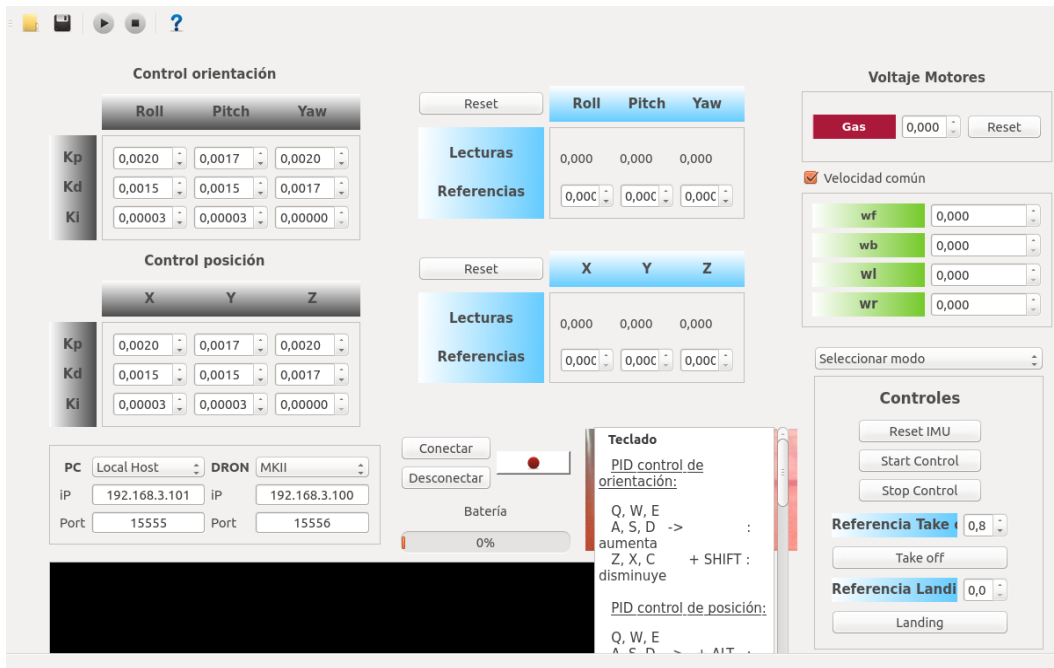 ?
Control orientación
Roll Pitch Yaw
Kp 0,0020 0,0017 0,0020
Kd 0,0015 0,0015 0,0017
Ki 0,00003 0,00003 0,00000
Control posición
X Y Z
Kp 0,0020 0,0017 0,0020
Kd 0,0015 0,0015 0,0017
Ki 0,00003 0,00003 0,00000
PC Local Host DRON MKII
iP 192.168.3.101 iP 192.168.3.100
Port 15555 Port 15556
Reset Roll Pitch Yaw
Lecturas 0,000 0,000 0,000
Referencias 0,000 0,000 0,000
Reset X Y Z
Lecturas 0,000 0,000 0,000
Referencias 0,000 0,000 0,000
Conectar
Desconectar
Batería
0%
Teclado
PID control de
orientación:
Q, W, E
A, S, D -> :
aumenta
Z, X, C + SHIFT :
disminuye
PID control de posición:
Q, W, E
A, S, D -> + ALT :
Voltaje Motores
Gas 0,000 Reset
Velocidad común
wf 0,000
wb 0,000
wl 0,000
wr 0,000
Seleccionar modo
Controles
Reset IMU
Start Control
Stop Control
Referencia Take 0,8
Take off
Referencia Landi 0,0
Landing